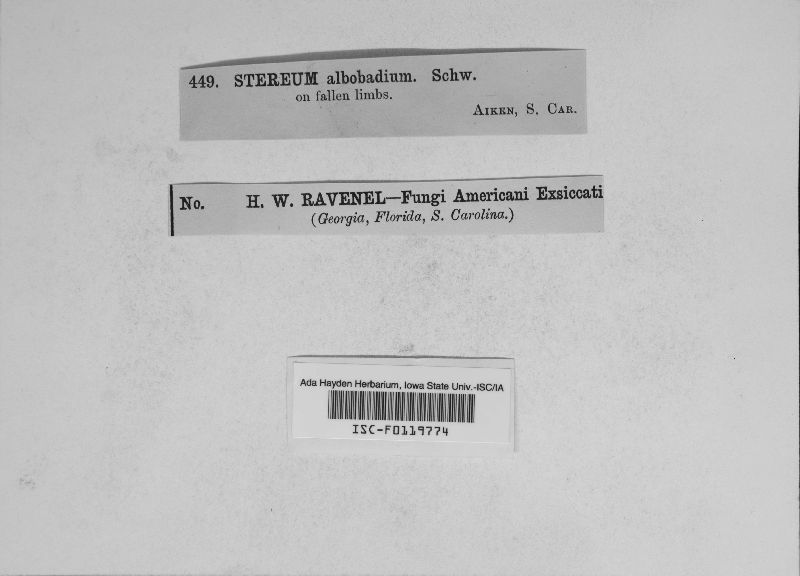 449. STEREUM albobadium. Schw.
on fallen limbs.
AIKEN, S. CAR.
No. H. W. RAVENEL—Fungi Americani Exsiccati
(Georgia, Florida, S. Carolina.)
Ada Hayden Herbarium, Iowa State Univ.-ISC/IA
ISC-F0119774